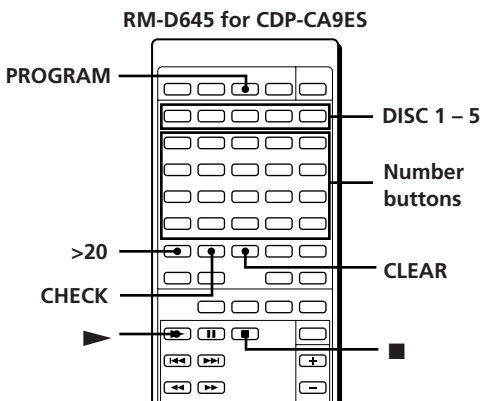 RM-D645 for CDP-CA9ES
PROGRAM
DISC 1 – 5
Number
buttons
>20
CLEAR
CHECK